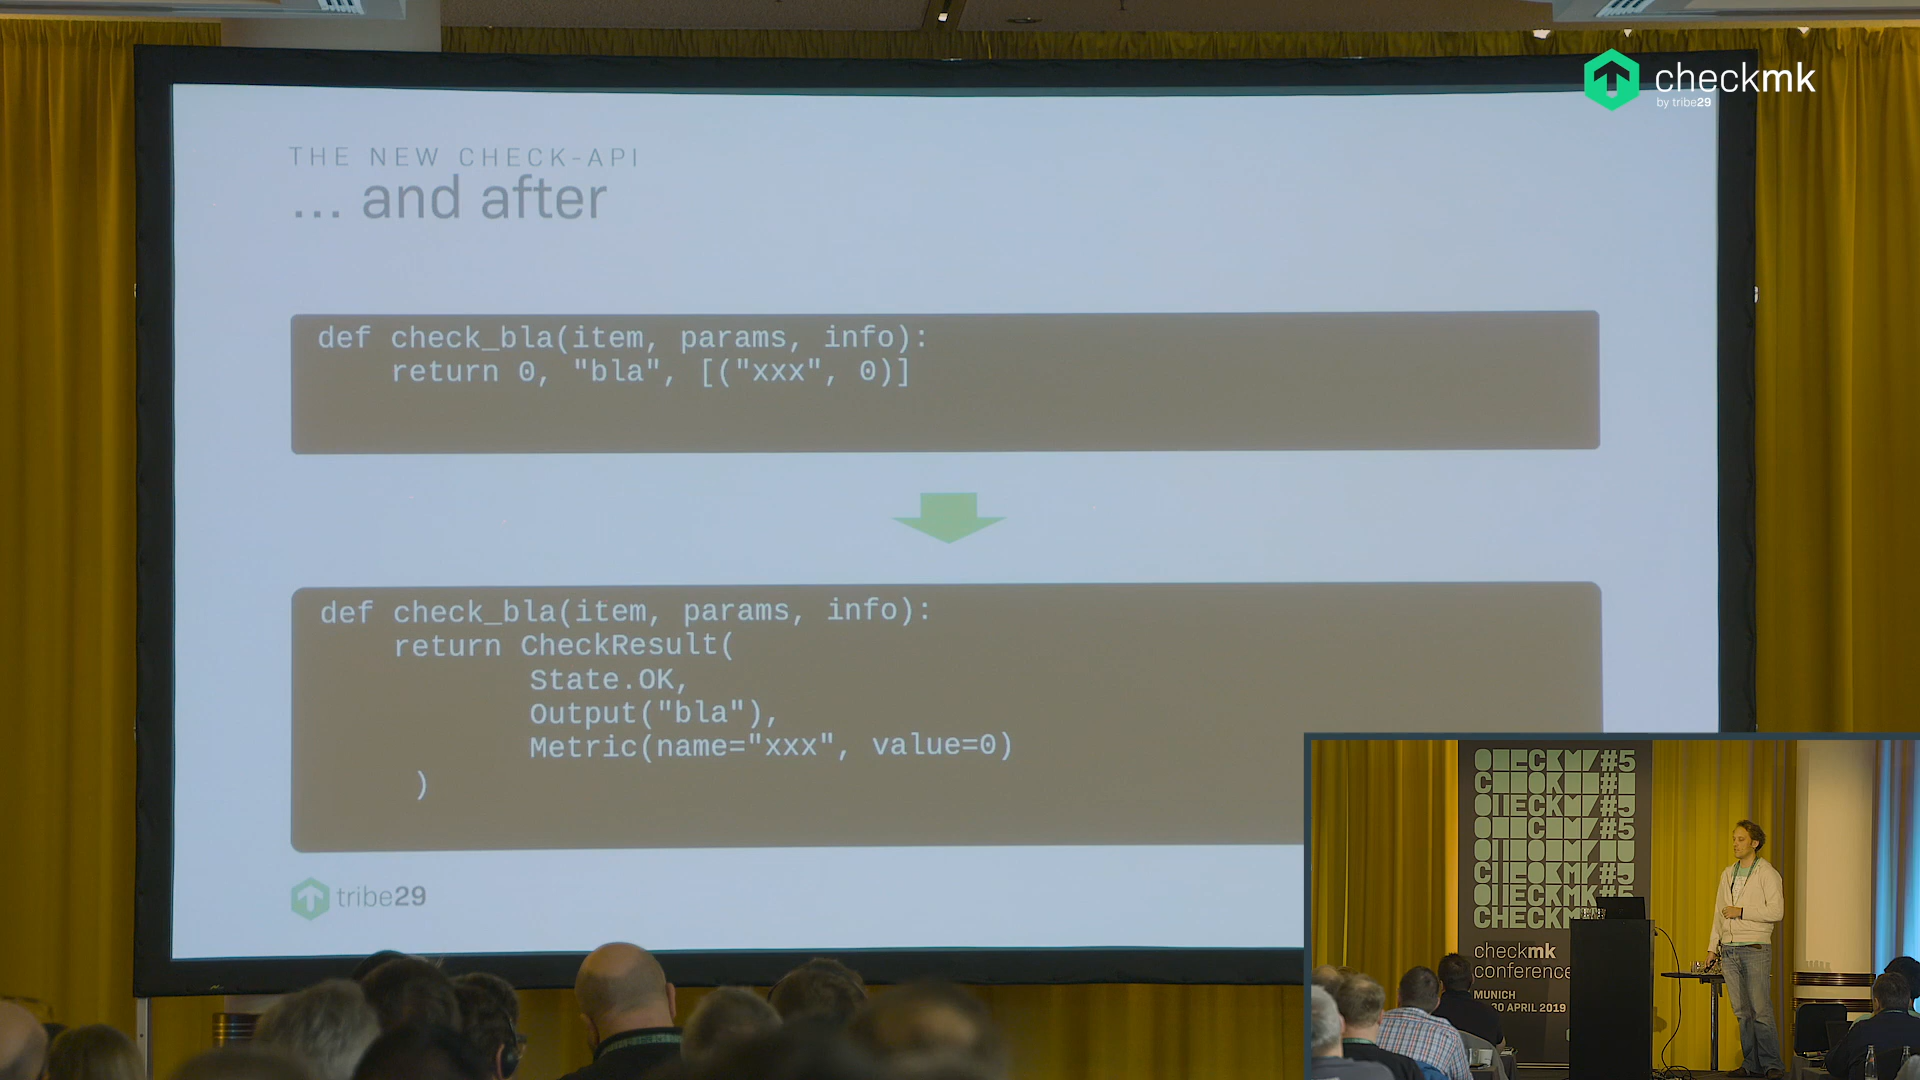 checkmk
by tribe29
THE NEW CHECK-API
... and after
def check_bla(item, params, info):
    return 0, "bla", [("xxx", 0)]
def check_bla(item, params, info):
    return CheckResult(
            State.OK,
            Output("bla"),
            Metric(name="xxx", value=0)
    )
tribe29
checkmk
conference
MUNICH
30 APRIL 2019